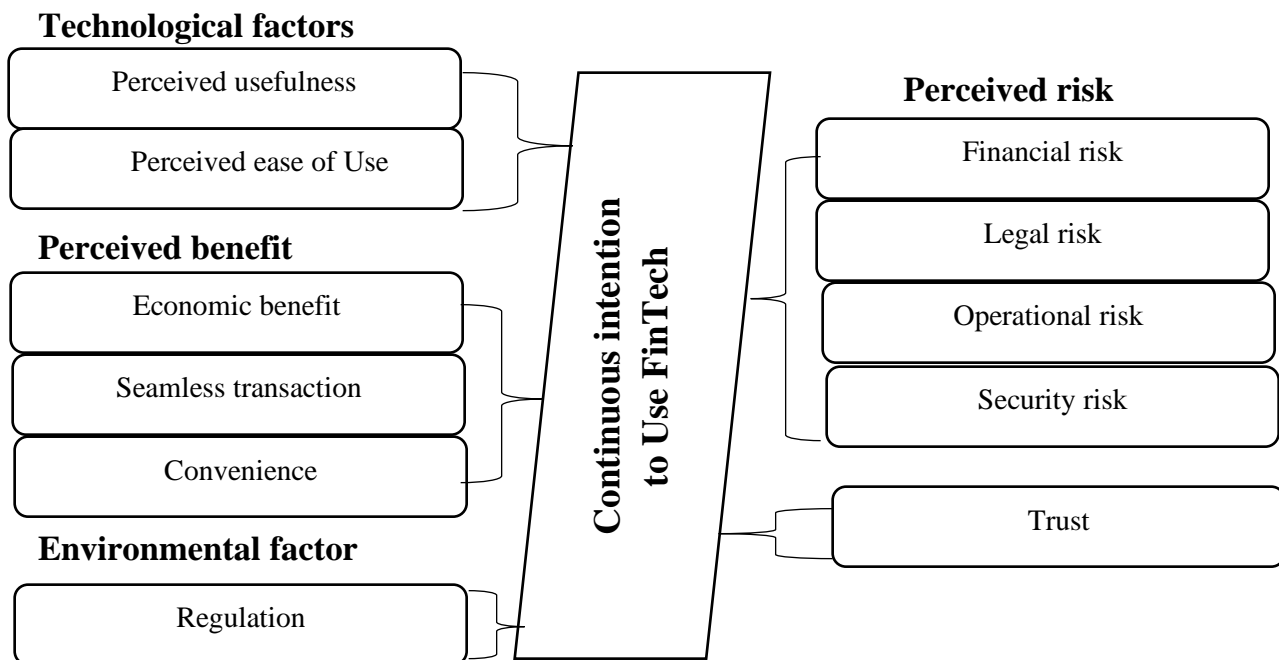 Technological factors
Perceived usefulness
Perceived ease of Use
Perceived benefit
Economic benefit
Seamless transaction
Convenience
Environmental factor
Regulation
Continuous intention
to Use FinTech
Perceived risk
Financial risk
Legal risk
Operational risk
Security risk
Trust